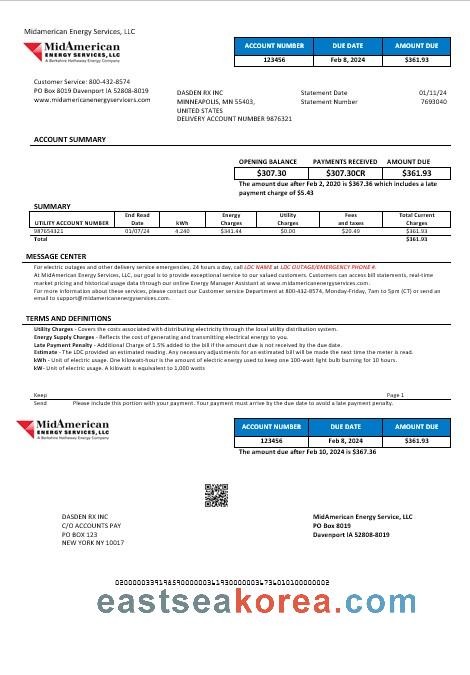 Midamerican Energy Services, LLC
MIDAMERICAN
ENERGY SERVICES, LLC
A Berkshire Hathaway Energy Company
ACCOUNT NUMBER DUE DATE AMOUNT DUE
123456 Feb 8, 2024 $361.93
Customer Service: 800-432-8574
PO Box 8019 Davenport IA 52808-8019
www.midamericanenergyservicers.com
DASDEN RX INC
MINNEAPOLIS, MN 55403,
UNITED STATES
DELIVERY ACCOUNT NUMBER 9876321
Statement Date 01/11/24
Statement Number 7693040
ACCOUNT SUMMARY
OPENING BALANCE PAYMENTS RECEIVED AMOUNT DUE
$307.30 $307.30CR $361.93
The amount due after Feb 2, 2020 is $367.36 which includes a late
payment charge of $5.43
SUMMARY
UTILITY ACCOUNT NUMBER End Read Date kWh Energy Charges Utility Charges Fees and taxes Total Current Charges
987654321 01/07/24 4.240 $341.44 $0.00 $20.49 $361.93
Total $361.93
MESSAGE CENTER
For electric outages and other delivery service emergencies, 24 hours a day, call LDC NAME at LDC OUTAGE/EMERGENCY PHONE #.
At MidAmerican Energy Services, LLC, our goal is to provide exceptional service to our valued customers. Customers can access bill statements, real-time
market pricing and historical usage data through our online Energy Manager Assistant at www.midamericanenergyservices.com.
For more information about these services, please contact our Customer service Department at 800-432-8574, Monday-Friday, 7am to 5pm (CT) or send an
email to support@midamericanenergyservices.com.
TERMS AND DEFINITIONS
Utility Charges - Covers the costs associated with distributing electricity through the local utility distribution system.
Energy Supply Charges - Reflects the cost of generating and transmitting electrical energy to you.
Late Payment Penalty - Additional Charge of 1.5% added to the bill if the amount due is not received by the due date.
Estimate - The LDC provided an estimated reading. Any necessary adjustments for an estimated bill will be made the next time the meter is read.
kWh - Unit of electric usage. One kilowatt-hour is the amount of electric energy used to keep one 100-watt light bulb burning for 10 hours.
kW - Unit of electric usage. A kilowatt is equivalent to 1,000 watts
Keep Page 1
Send Please include this portion with your payment. Your payment must arrive by the due date to avoid a late payment penalty.
MIDAMERICAN
ENERGY SERVICES, LLC
A Berkshire Hathaway Energy Company
ACCOUNT NUMBER DUE DATE AMOUNT DUE
123456 Feb 8, 2024 $361.93
The amount due after Feb 10, 2024 is $367.36
DASDEN RX INC
C/O ACCOUNTS PAY
PO BOX 123
NEW YORK NY 10017
MidAmerican Energy Service, LLC
PO Box 8019
Davenport IA 52808-8019
eastseakorea.com